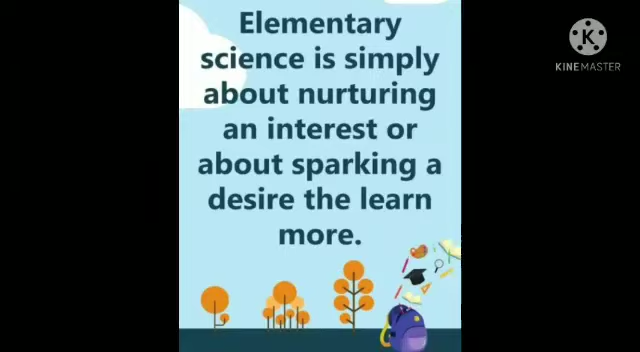 Elementary
science is simply
about nurturing
an interest or
about sparking a
desire the learn
more.
K
KINEMASTER